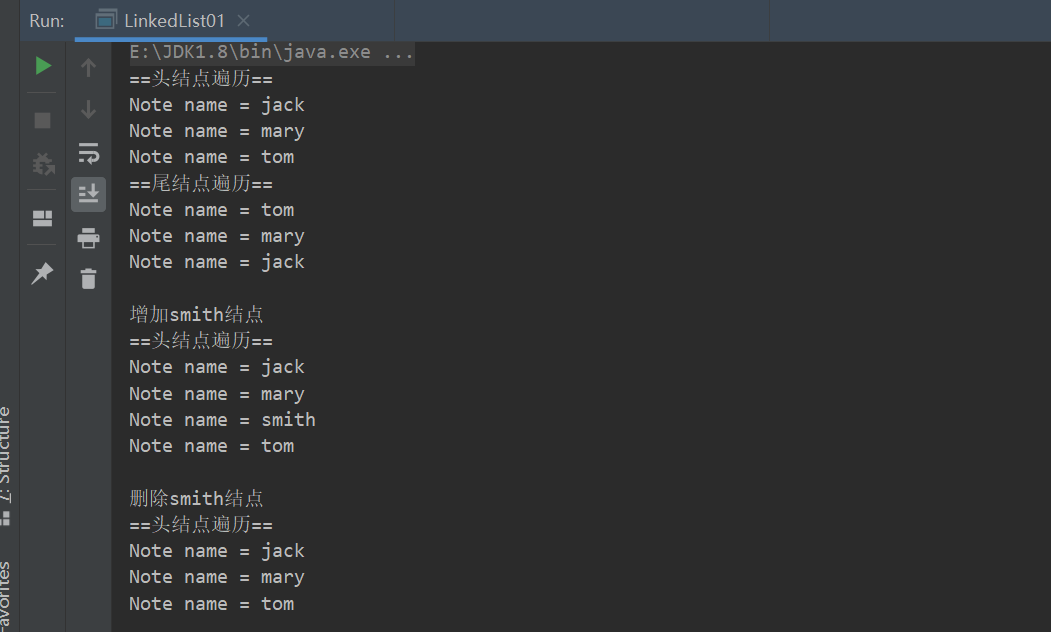 Run: LinkedList01
E:\JDK1.8\bin\java.exe ...
==头结点遍历==
Note name = jack
Note name = mary
Note name = tom
==尾结点遍历==
Note name = tom
Note name = mary
Note name = jack
增加smith结点
==头结点遍历==
Note name = jack
Note name = mary
Note name = smith
Note name = tom
删除smith结点
==头结点遍历==
Note name = jack
Note name = mary
Note name = tom
7: Structure
avorites